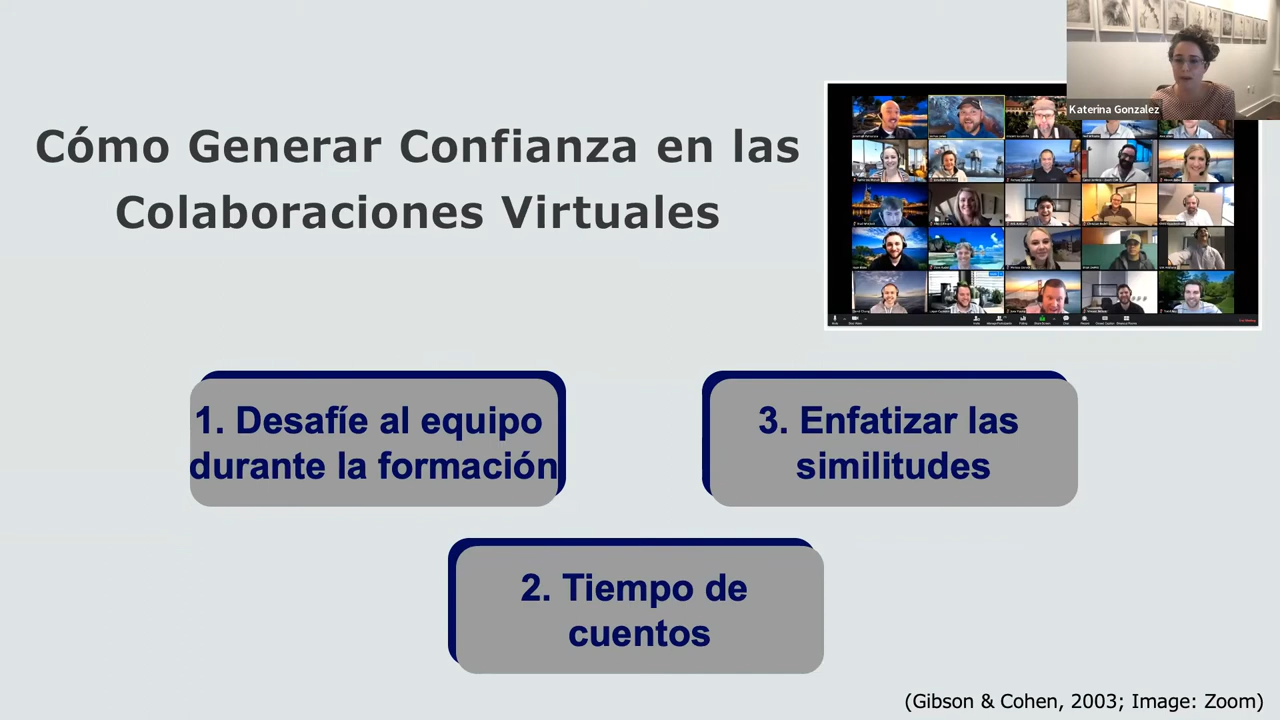 Katerina Gonzalez
Cómo Generar Confianza en las
Colaboraciones Virtuales
1. Desafíe al equipo
durante la formación
3. Enfatizar las
similitudes
2. Tiempo de
cuentos
(Gibson & Cohen, 2003; Image: Zoom)